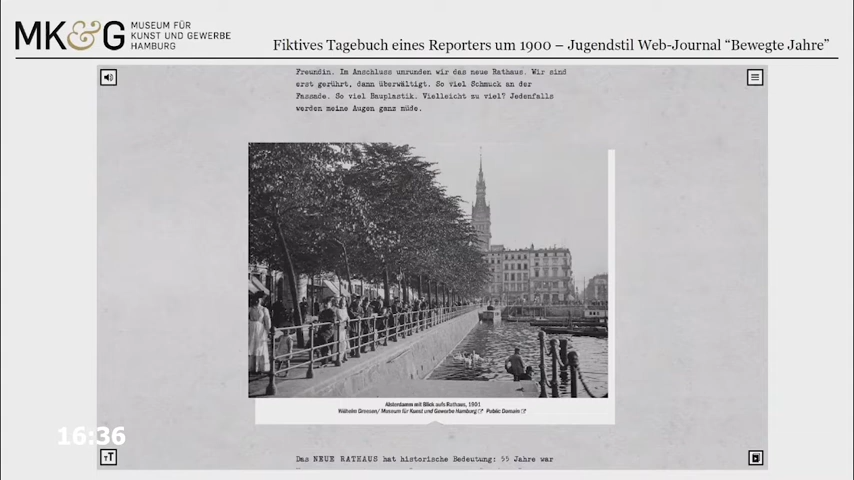 MK&G
MUSEUM FÜR
KUNST UND GEWERBE
HAMBURG
Fiktives Tagebuch eines Reporters um 1900 – Jugendstil Web-Journal “Bewegte Jahre”
Freundin. Im Anschluss umrunden wir das neue Rathaus. Wir sind
erst gerührt, dann überwältigt. So viel Schmuck an der
Fassade. So viel Bauplastik. Vielleicht zu viel? Jedenfalls
werden meine Augen ganz müde.
Alsterdamm mit Blick aufs Rathaus, 1901
Wilhelm Dreesen/ Museum für Kunst und Gewerbe Hamburg Public Domain
16:36
TT
Das NEUE RATHAUS hat historische Bedeutung: 55 Jahre war